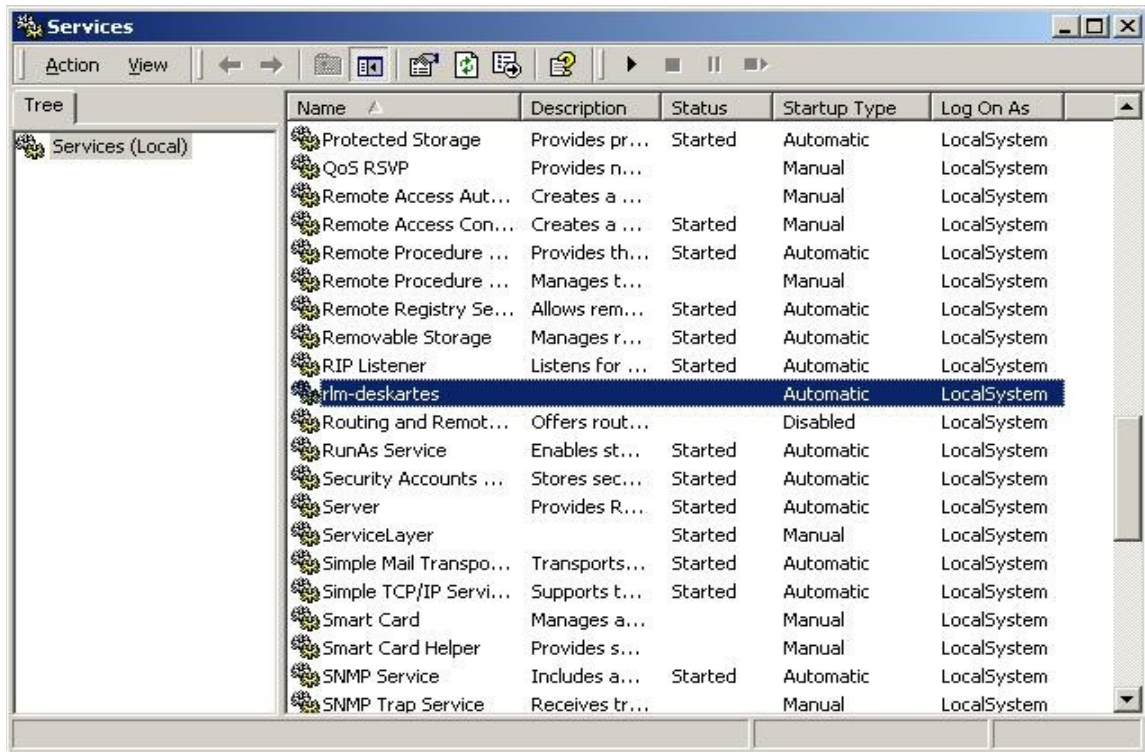 Services
Action View
Tree
Services (Local)
Name Description Status Startup Type Log On As
Protected Storage Provides pr... Started Automatic LocalSystem
QoS RSVP Provides n... Manual LocalSystem
Remote Access Aut... Creates a ... Manual LocalSystem
Remote Access Con... Creates a ... Started Manual LocalSystem
Remote Procedure ... Provides th... Started Automatic LocalSystem
Remote Procedure ... Manages t... Manual LocalSystem
Remote Registry Se... Allows rem... Started Automatic LocalSystem
Removable Storage Manages r... Started Automatic LocalSystem
RIP Listener Listens for ... Started Automatic LocalSystem
rlm-deskartes Automatic LocalSystem
Routing and Remot... Offers rout... Disabled LocalSystem
RunAs Service Enables st... Started Automatic LocalSystem
Security Accounts ... Stores sec... Started Automatic LocalSystem
Server Provides R... Started Automatic LocalSystem
ServiceLayer Started Manual LocalSystem
Simple Mail Transpo... Transports... Started Automatic LocalSystem
Simple TCP/IP Servi... Supports t... Started Automatic LocalSystem
Smart Card Manages a... Manual LocalSystem
Smart Card Helper Provides s... Manual LocalSystem
SNMP Service Includes a... Started Automatic LocalSystem
SNMP Trap Service Receives tr... Manual LocalSystem